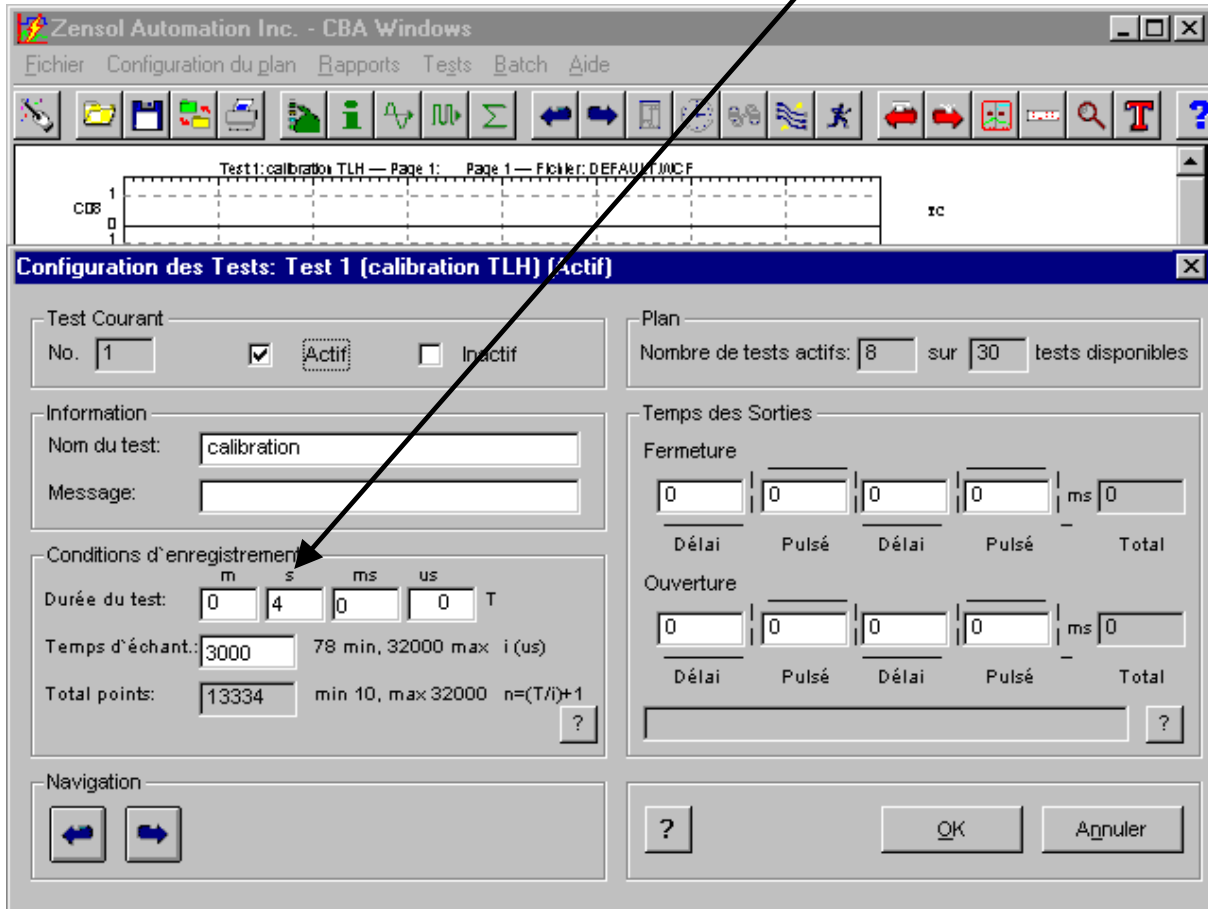 Zensol Automation Inc. - CBA Windows
Fichier Configuration du plan Rapports Tests Batch Aide
Test 1: calibration TLH — Page 1: Page 1 — Fichier: DEFAULT.WCF
C08 1
0
1
Configuration des Tests: Test 1 (calibration TLH) (Actif)
Test Courant
No. 1 Actif Inactif
Plan
Nombre de tests actifs: 8 sur 30 tests disponibles
Information
Nom du test: calibration
Message:
Temps des Sorties
Fermeture
0 0 0 0 ms 0
Délai Pulsé Délai Pulsé Total
Ouverture
0 0 0 0 ms 0
Délai Pulsé Délai Pulsé Total
?
Conditions d`enregistrement
m s ms us
Durée du test: 0 4 0 0 T
Temps d`échant.: 3000 78 min, 32000 max i (us)
Total points: 13334 min 10, max 32000 n=(T/i)+1
?
Navigation
? OK Annuler